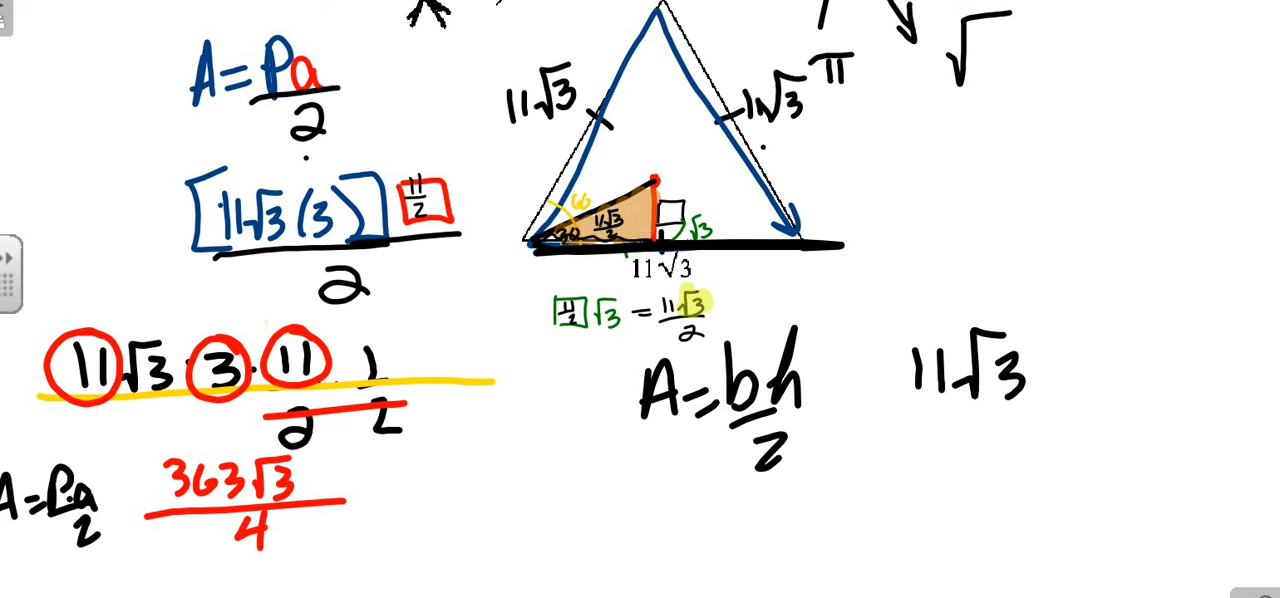 A = Pa/2
[11√3(3)] 11/2
2
11√3 · 3 · 11/2 · 1/2
A = P·a/2
363√3/4
π
√
11√3
11√3
60
30
11√3/2
√3
11√3
11/2 √3 = 11√3/2
A = bh/2
11√3